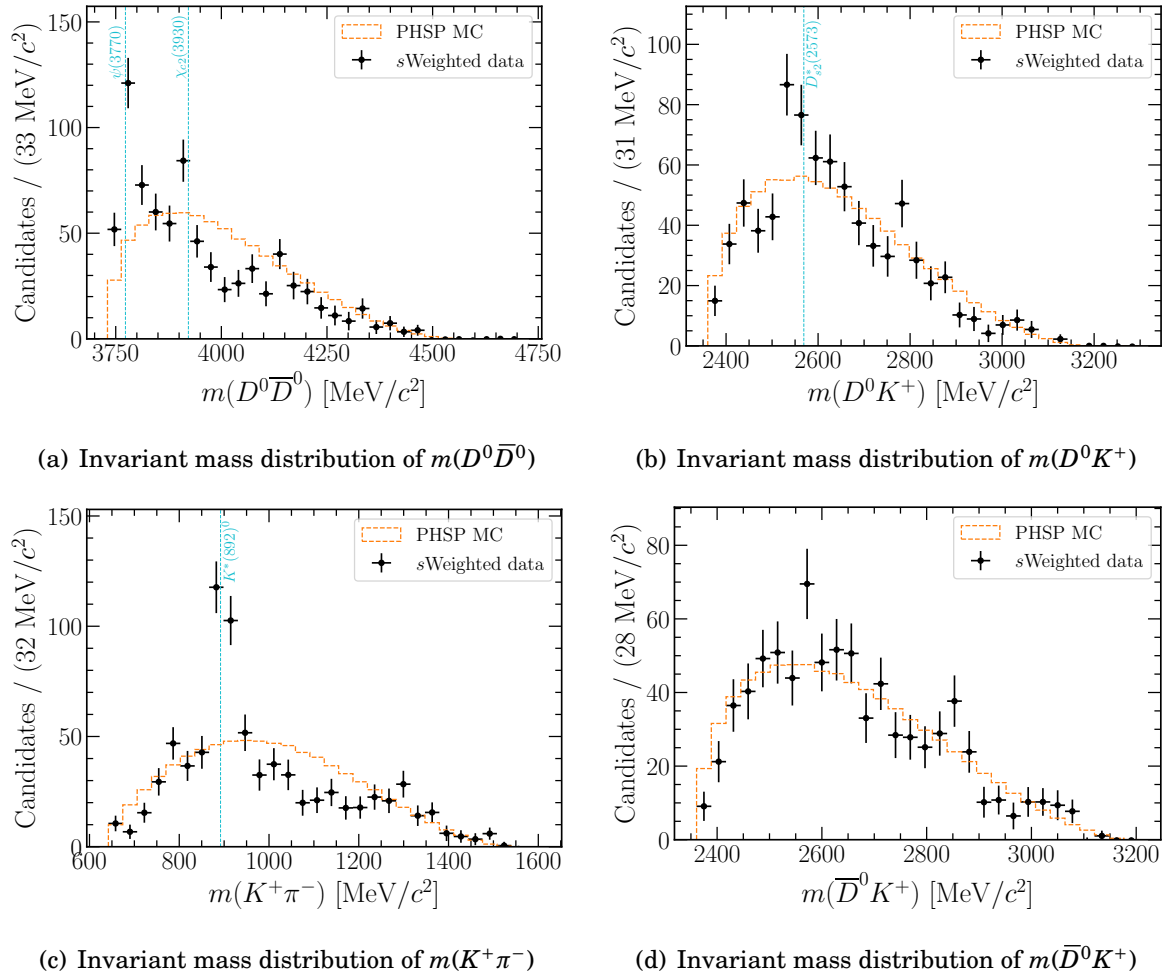 150
100
50
0
Candidates / (33 MeV/c²)
ψ(3770)
χc2(3930)
PHSP MC
sWeighted data
3750 4000 4250 4500 4750
m(D⁰D̅⁰) [MeV/c²]
(a) Invariant mass distribution of m(D⁰D̅⁰)
100
80
60
40
20
0
Candidates / (31 MeV/c²)
D*s2(2573)
PHSP MC
sWeighted data
2400 2600 2800 3000 3200
m(D⁰K⁺) [MeV/c²]
(b) Invariant mass distribution of m(D⁰K⁺)
150
100
50
0
Candidates / (32 MeV/c²)
K*(892)⁰
PHSP MC
sWeighted data
600 800 1000 1200 1400 1600
m(K⁺π⁻) [MeV/c²]
(c) Invariant mass distribution of m(K⁺π⁻)
80
60
40
20
0
Candidates / (28 MeV/c²)
PHSP MC
sWeighted data
2400 2600 2800 3000 3200
m(D̅⁰K⁺) [MeV/c²]
(d) Invariant mass distribution of m(D̅⁰K⁺)